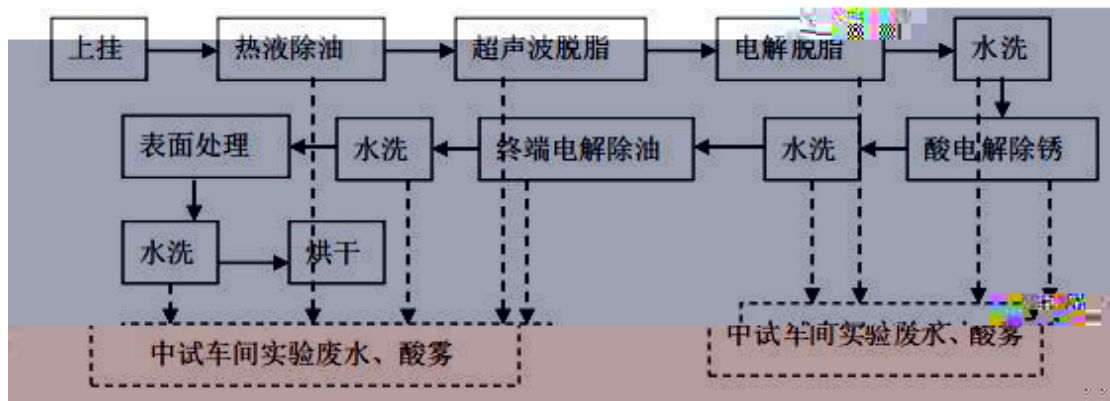 上挂
热液除油
超声波脱脂
电解脱脂
水洗
表面处理
水洗
终端电解除油
水洗
酸电解除锈
水洗
烘干
中试车间实验废水、酸雾
中试车间实验废水、酸雾